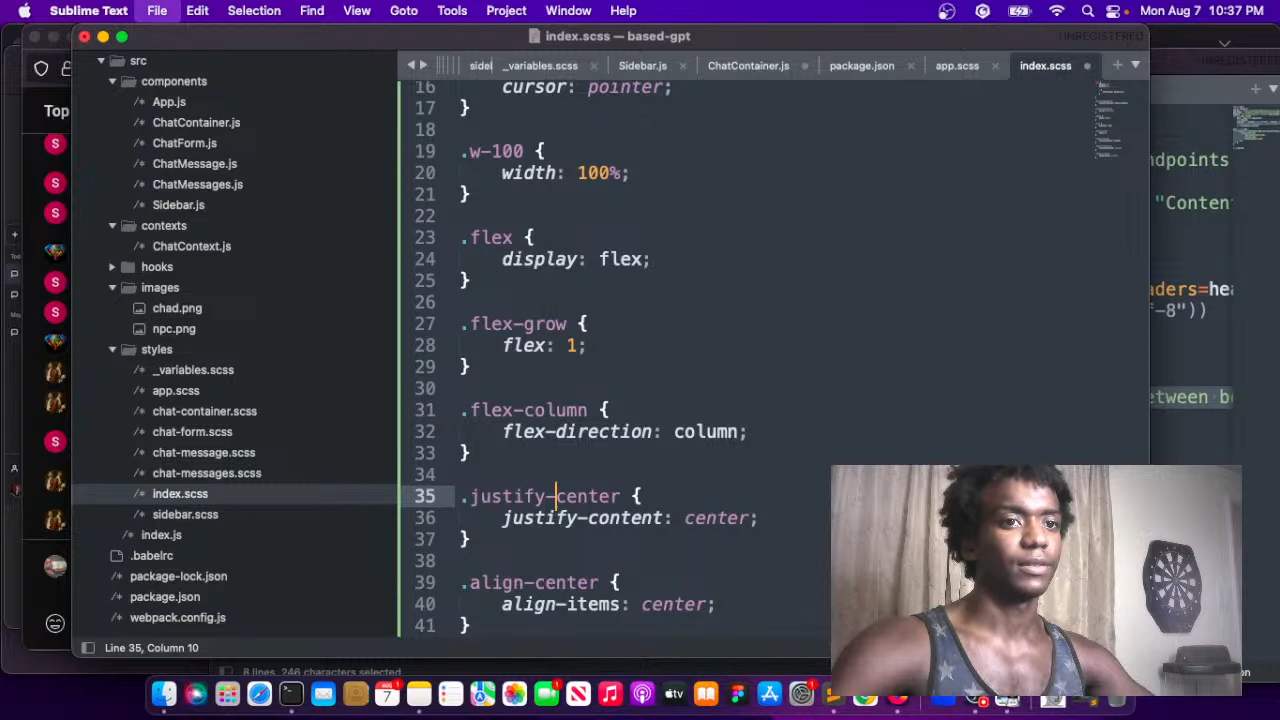 Sublime Text File Edit Selection Find View Goto Tools Project Window Help Mon Aug 7 10:37 PM
index.scss — based-gpt
UNREGISTERED
_variables.scss Sidebar.js ChatContainer.js package.json app.scss index.scss
Top
src
components
App.js
ChatContainer.js
ChatForm.js
ChatMessage.js
ChatMessages.js
Sidebar.js
contexts
ChatContext.js
hooks
images
chad.png
npc.png
styles
_variables.scss
app.scss
chat-container.scss
chat-form.scss
chat-message.scss
chat-messages.scss
index.scss
sidebar.scss
index.js
.babelrc
package-lock.json
package.json
webpack.config.js
16 cursor: pointer;
17 }
18
19 .w-100 {
20 width: 100%;
21 }
22
23 .flex {
24 display: flex;
25 }
26
27 .flex-grow {
28 flex: 1;
29 }
30
31 .flex-column {
32 flex-direction: column;
33 }
34
35 .justify-center {
36 justify-content: center;
37 }
38
39 .align-center {
40 align-items: center;
41 }
ndpoints
"Conten
aders=hea
"-8"))
etween b
Line 35, Column 10
8 lines, 246 characters selected